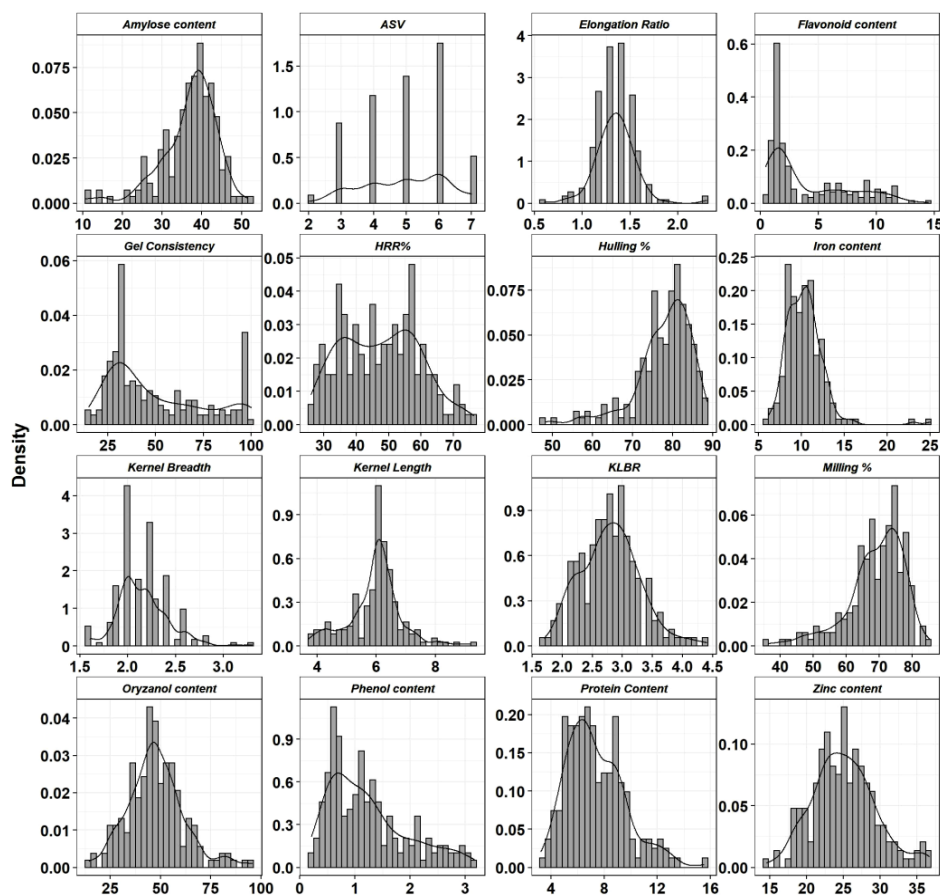 Amylose content ASV Elongation Ratio Flavonoid content
0.075 0.050 0.025 0.000
10 20 30 40 50
1.5 1.0 0.5 0.0
2 3 4 5 6 7
4 3 2 1 0
0.5 1.0 1.5 2.0
0.6 0.4 0.2 0.0
0 5 10 15
Gel Consistency HRR% Hulling % Iron content
0.06 0.04 0.02 0.00
25 50 75 100
0.05 0.04 0.03 0.02 0.01 0.00
30 40 50 60 70
0.075 0.050 0.025 0.000
50 60 70 80 90
0.25 0.20 0.15 0.10 0.05 0.00
5 10 15 20 25
Density
Kernel Breadth Kernel Length KLBR Milling %
4 3 2 1 0
2.0 2.5 3.0
0.9 0.6 0.3 0.0
4 6 8
0.9 0.6 0.3 0.0
1.5 2.0 2.5 3.0 3.5 4.0 4.5
0.08 0.06 0.04 0.02 0.00
40 50 60 70 80
Oryzanol content Phenol content Protein Content Zinc content
0.04 0.03 0.02 0.01 0.00
25 50 75 100
0.9 0.6 0.3 0.0
0 1 2 3
0.20 0.15 0.10 0.05 0.00
4 6 8 10 12 14 16
0.10 0.05 0.00
15 20 25 30 35